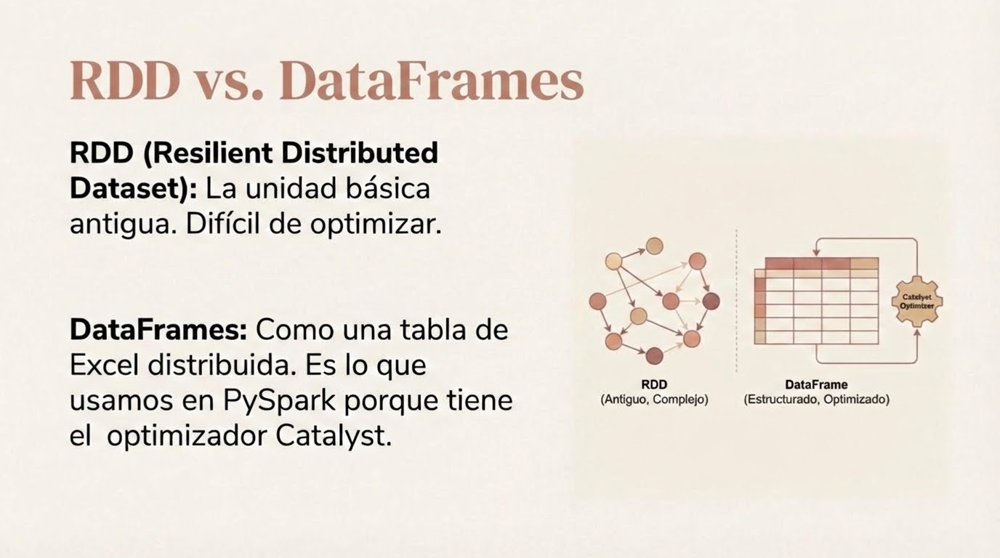 RDD vs. DataFrames
RDD (Resilient Distributed
Dataset): La unidad básica
antigua. Difícil de optimizar.
DataFrames: Como una tabla de
Excel distribuida. Es lo que
usamos en PySpark porque tiene
el optimizador Catalyst.
RDD
(Antiguo, Complejo)
DataFrame
(Estructurado, Optimizado)